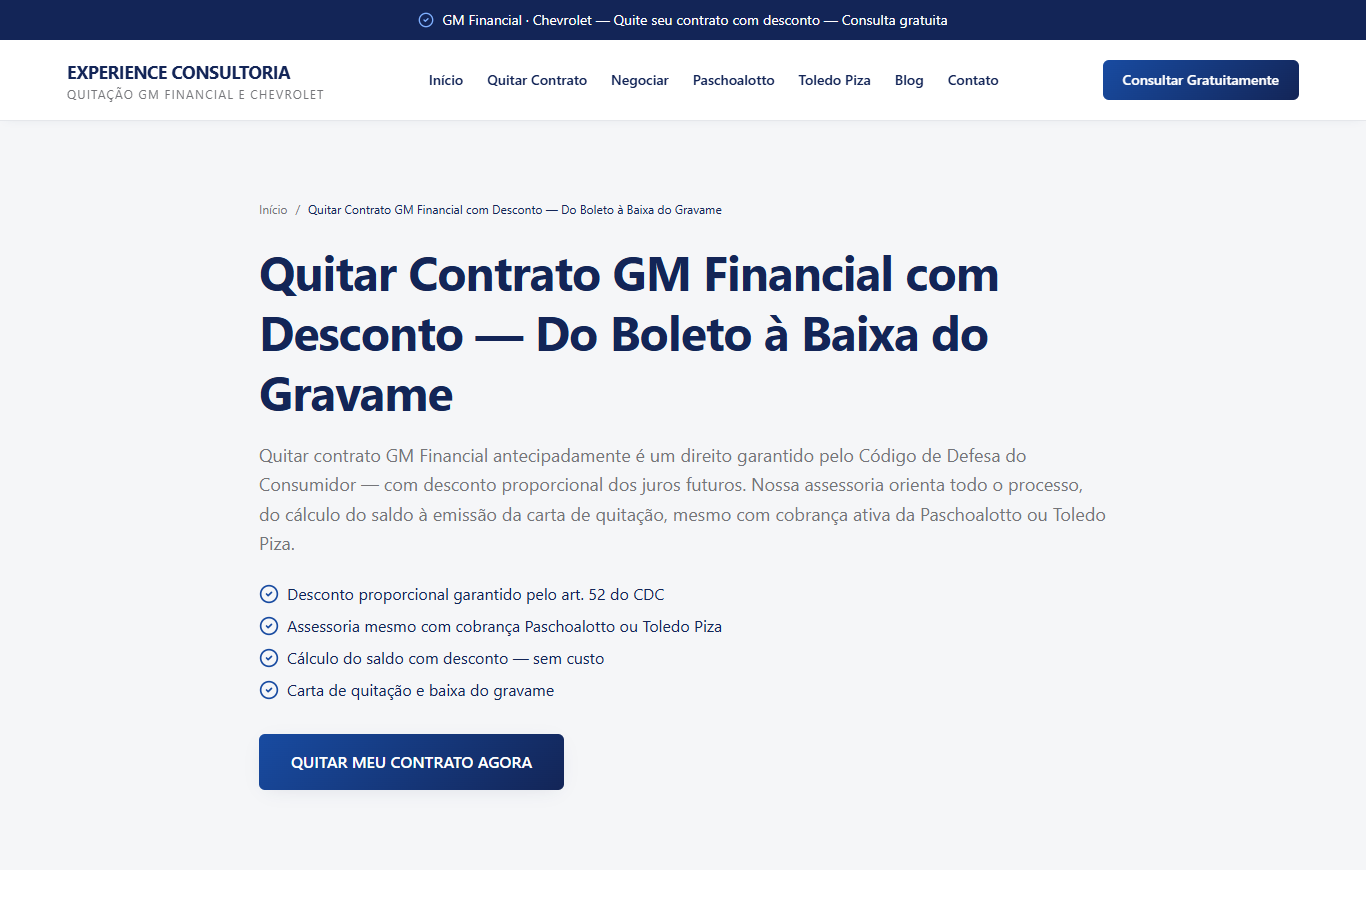 GM Financial · Chevrolet — Quite seu contrato com desconto — Consulta gratuita
EXPERIENCE CONSULTORIA
QUITAÇÃO GM FINANCIAL E CHEVROLET
Início
Quitar Contrato
Negociar
Paschoalotto
Toledo Piza
Blog
Contato
Consultar Gratuitamente
Início / Quitar Contrato GM Financial com Desconto — Do Boleto à Baixa do Gravame
Quitar Contrato GM Financial com
Desconto — Do Boleto à Baixa do
Gravame
Quitar contrato GM Financial antecipadamente é um direito garantido pelo Código de Defesa do
Consumidor — com desconto proporcional dos juros futuros. Nossa assessoria orienta todo o processo,
do cálculo do saldo à emissão da carta de quitação, mesmo com cobrança ativa da Paschoalotto ou Toledo
Piza.
Desconto proporcional garantido pelo art. 52 do CDC
Assessoria mesmo com cobrança Paschoalotto ou Toledo Piza
Cálculo do saldo com desconto — sem custo
Carta de quitação e baixa do gravame
QUITAR MEU CONTRATO AGORA